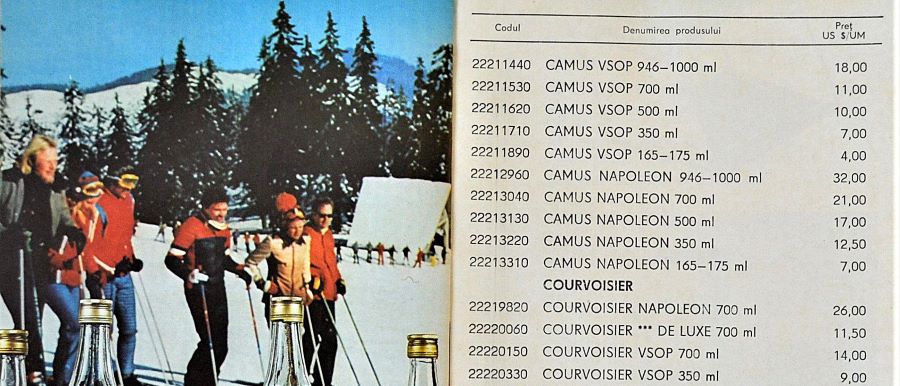 Codul Denumirea produsului Preţ US $/UM
22211440 CAMUS VSOP 946–1000 ml 18,00
22211530 CAMUS VSOP 700 ml 11,00
22211620 CAMUS VSOP 500 ml 10,00
22211710 CAMUS VSOP 350 ml 7,00
22211890 CAMUS VSOP 165–175 ml 4,00
22212960 CAMUS NAPOLEON 946–1000 ml 32,00
22213040 CAMUS NAPOLEON 700 ml 21,00
22213130 CAMUS NAPOLEON 500 ml 17,00
22213220 CAMUS NAPOLEON 350 ml 12,50
22213310 CAMUS NAPOLEON 165–175 ml 7,00
COURVOISIER
22219820 COURVOISIER NAPOLEON 700 ml 26,00
22220060 COURVOISIER *** DE LUXE 700 ml 11,50
22220150 COURVOISIER VSOP 700 ml 14,00
22220330 COURVOISIER VSOP 350 ml 9,00